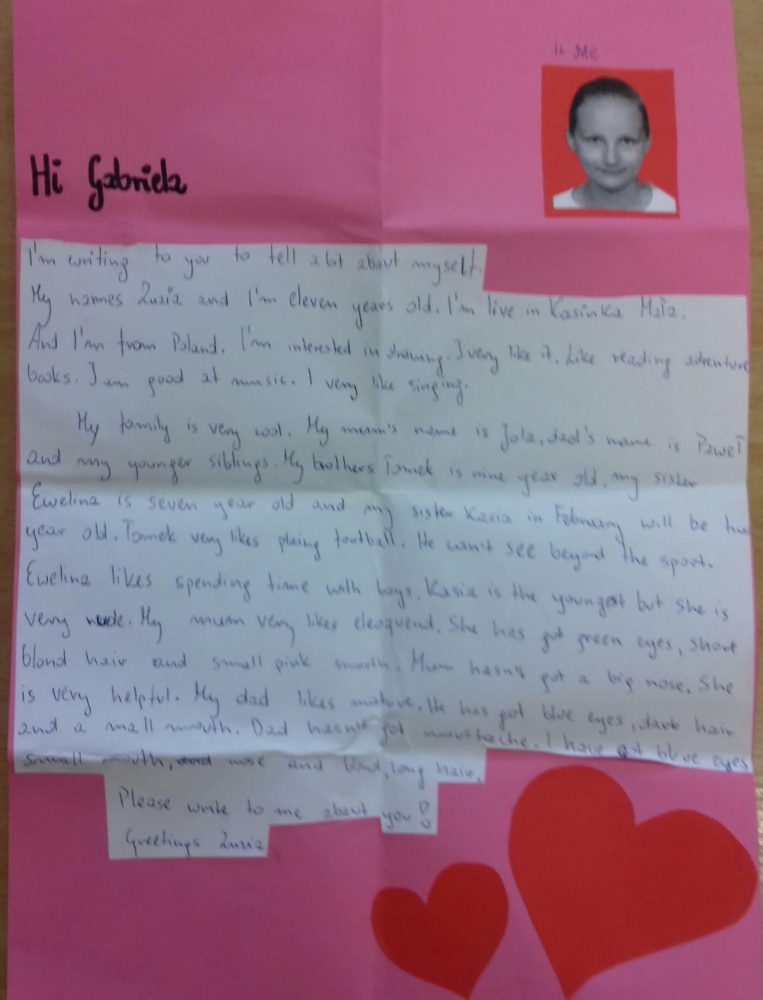 It Me
Hi Gabriela
I'm writing to you to tell a bit about myself.
My names Zuzia and I'm eleven years old. I'm live in Kasinka Mała.
And I'm from Poland. I'm interested in drawing. I very like it. Like reading adventure
books. I am good at music. I very like singing.
My family is very cool. My mum's name is Jola, dad's name is Paweł
and my younger siblings. My brothers Tomek is nine year old, my sister
Ewelina is seven year old and my sister Kasia in February will be two
year old. Tomek very likes plaing football. He can't see beyond the sport.
Ewelina likes spending time with boys. Kasia is the youngest but she is
very rude. My mum very likes She has got green eyes, short
blond hair and small pink mouth. Mum hasn't got a big nose. She
is very helpful. My dad likes nature. He has got blue eyes, dark hair
and a mall mouth. Dad hasn't got moustache. I have got blue eyes
small mouth, and nose and blond, long hair.
Please write to me about you!
Greetings Zuzia